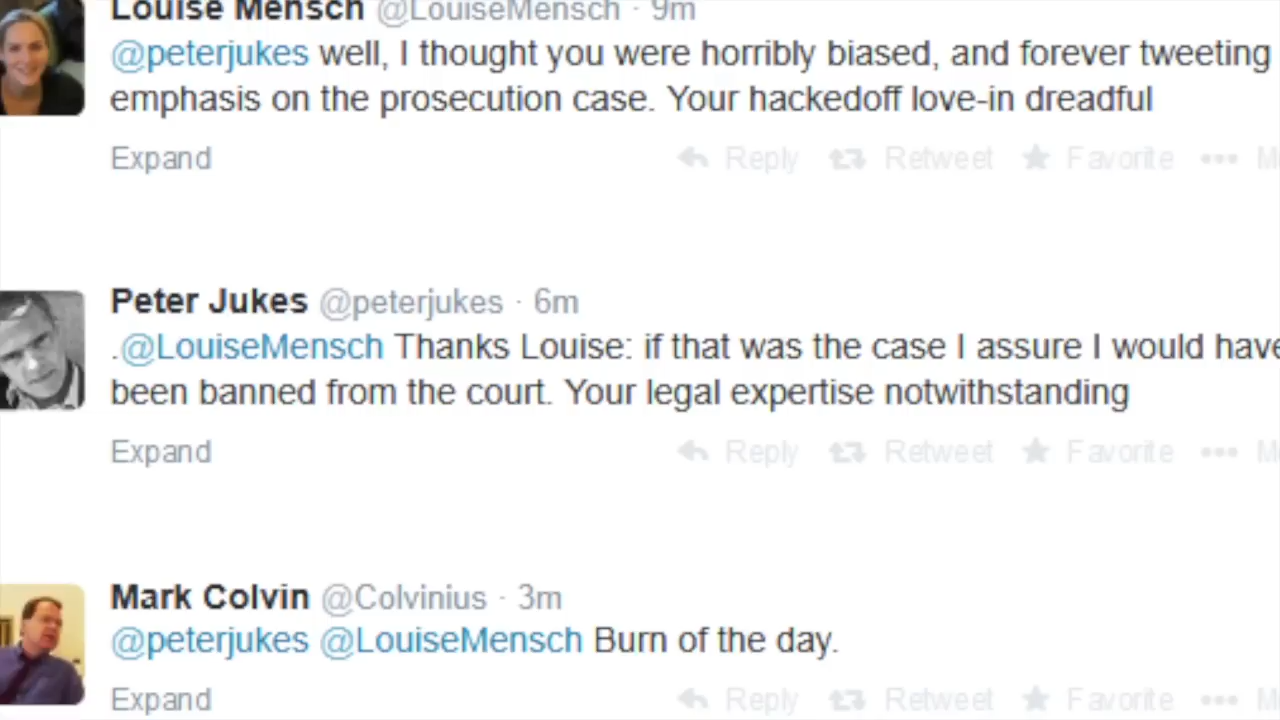 Louise Mensch @LouiseMensch · 9m
@peterjukes well, I thought you were horribly biased, and forever tweeting
emphasis on the prosecution case. Your hackedoff love-in dreadful
Expand Reply Retweet Favorite •••
Peter Jukes @peterjukes · 6m
.@LouiseMensch Thanks Louise: if that was the case I assure I would have
been banned from the court. Your legal expertise notwithstanding
Expand Reply Retweet Favorite •••
Mark Colvin @Colvinius · 3m
@peterjukes @LouiseMensch Burn of the day.
Expand Reply Retweet Favorite •••